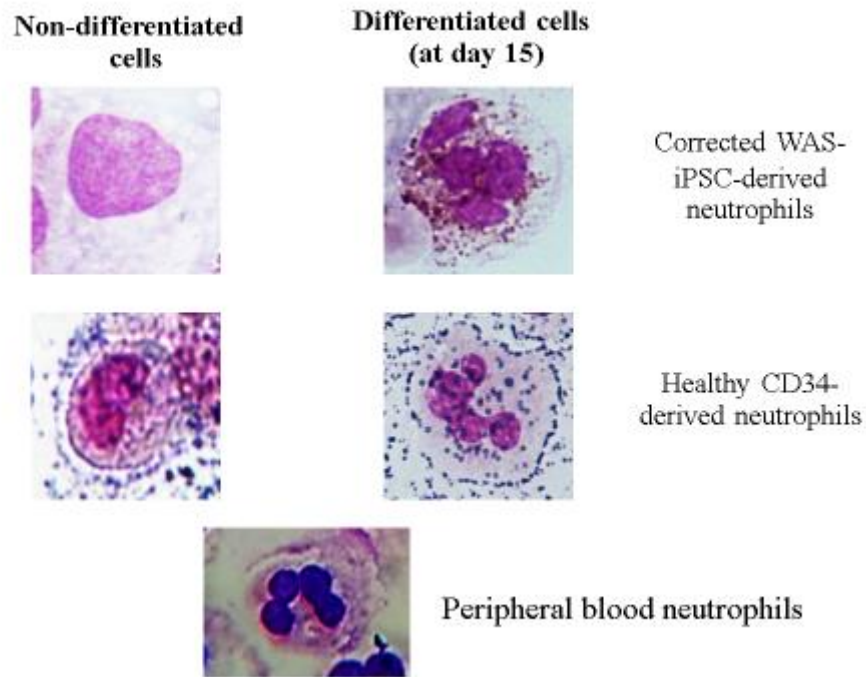 Non-differentiated
cells
Differentiated cells
(at day 15)
Corrected WAS-
iPSC-derived
neutrophils
Healthy CD34-
derived neutrophils
Peripheral blood neutrophils